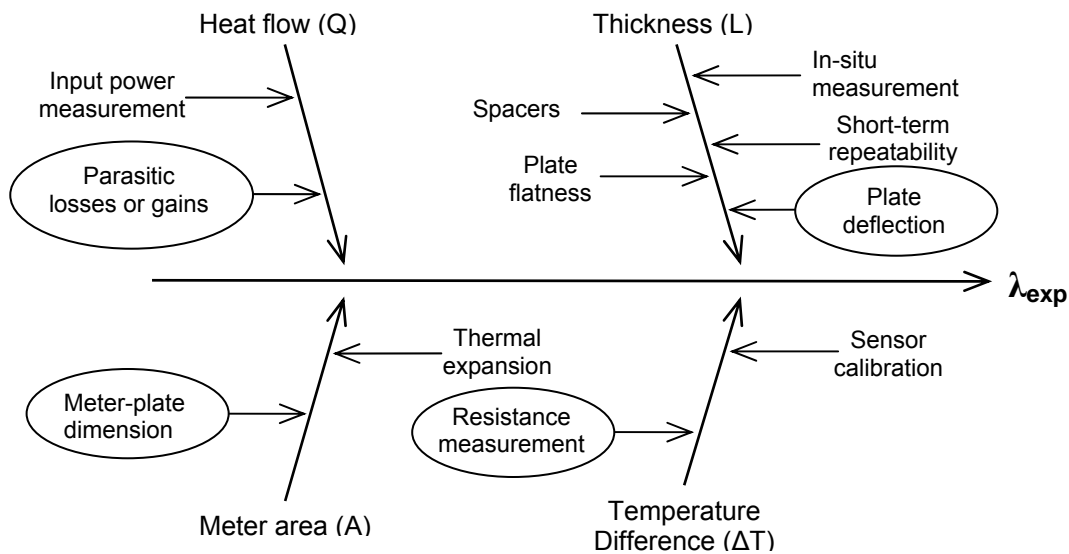 Heat flow (Q)
Thickness (L)
Input power
measurement
In-situ
measurement
Spacers
Short-term
repeatability
Parasitic
losses or gains
Plate
flatness
Plate
deflection
λexp
Thermal
expansion
Sensor
calibration
Meter-plate
dimension
Resistance
measurement
Meter area (A)
Temperature
Difference (ΔT)